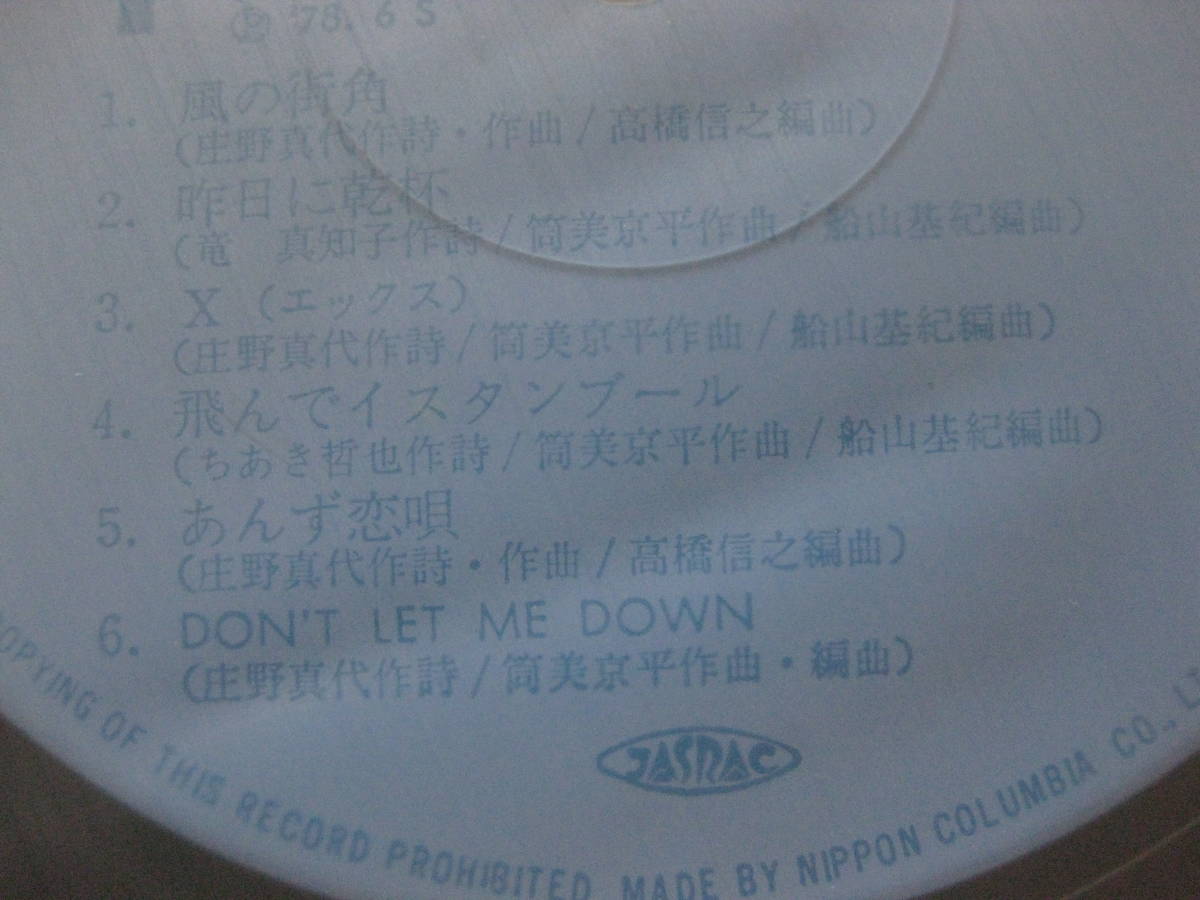 Ⓟ '78. 6 S
1. 風の街角
(庄野真代作詩・作曲/高橋信之編曲)
2. 昨日に乾杯
(竜 真知子作詩/筒美京平作曲/船山基紀編曲)
3. X (エックス)
(庄野真代作詩/筒美京平作曲/船山基紀編曲)
4. 飛んでイスタンブール
(ちあき哲也作詩/筒美京平作曲/船山基紀編曲)
5. あんず恋唄
(庄野真代作詩・作曲/高橋信之編曲)
6. DON'T LET ME DOWN
(庄野真代作詩/筒美京平作曲・編曲)
JASRAC
COPYING OF THIS RECORD PROHIBITED. MADE BY NIPPON COLUMBIA CO., LT